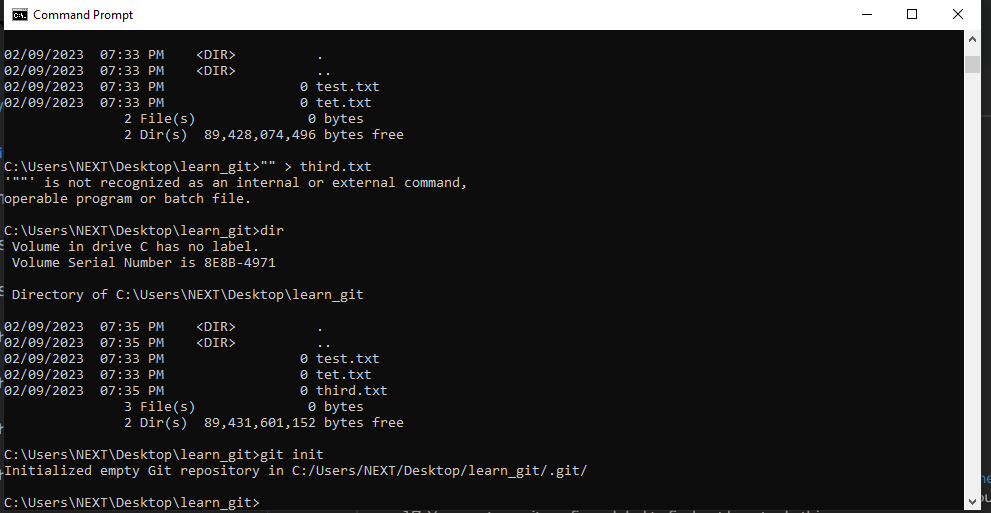 Command Prompt
02/09/2023  07:33 PM    <DIR>          .
02/09/2023  07:33 PM    <DIR>          ..
02/09/2023  07:33 PM                 0 test.txt
02/09/2023  07:33 PM                 0 tet.txt
               2 File(s)              0 bytes
               2 Dir(s)  89,428,074,496 bytes free
C:\Users\NEXT\Desktop\learn_git>"" > third.txt
'""' is not recognized as an internal or external command,
operable program or batch file.
C:\Users\NEXT\Desktop\learn_git>dir
 Volume in drive C has no label.
 Volume Serial Number is 8E8B-4971
 Directory of C:\Users\NEXT\Desktop\learn_git
02/09/2023  07:35 PM    <DIR>          .
02/09/2023  07:35 PM    <DIR>          ..
02/09/2023  07:33 PM                 0 test.txt
02/09/2023  07:33 PM                 0 tet.txt
02/09/2023  07:35 PM                 0 third.txt
               3 File(s)              0 bytes
               2 Dir(s)  89,431,601,152 bytes free
C:\Users\NEXT\Desktop\learn_git>git init
Initialized empty Git repository in C:/Users/NEXT/Desktop/learn_git/.git/
C:\Users\NEXT\Desktop\learn_git>